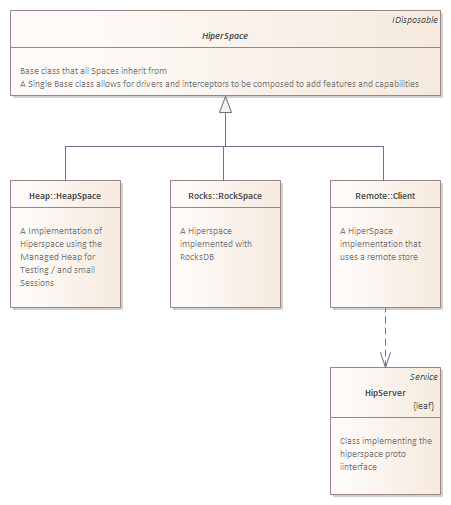 IDisposable
HiperSpace
Base class that all Spaces inherit from
A Single Base class allows for drivers and interceptors to be composed to add features and capabilities
Heap::HeapSpace
A Implementation of
Hiperspace using the
Managed Heap for
Testing / and small
Sessions
Rocks::RockSpace
A Hiperspace
implemented with
RocksDB
Remote::Client
A HiperSpace
implementation that
uses a remote store
Service
HipServer
{leaf}
Class implementing the
hiperspace proto
iinterface